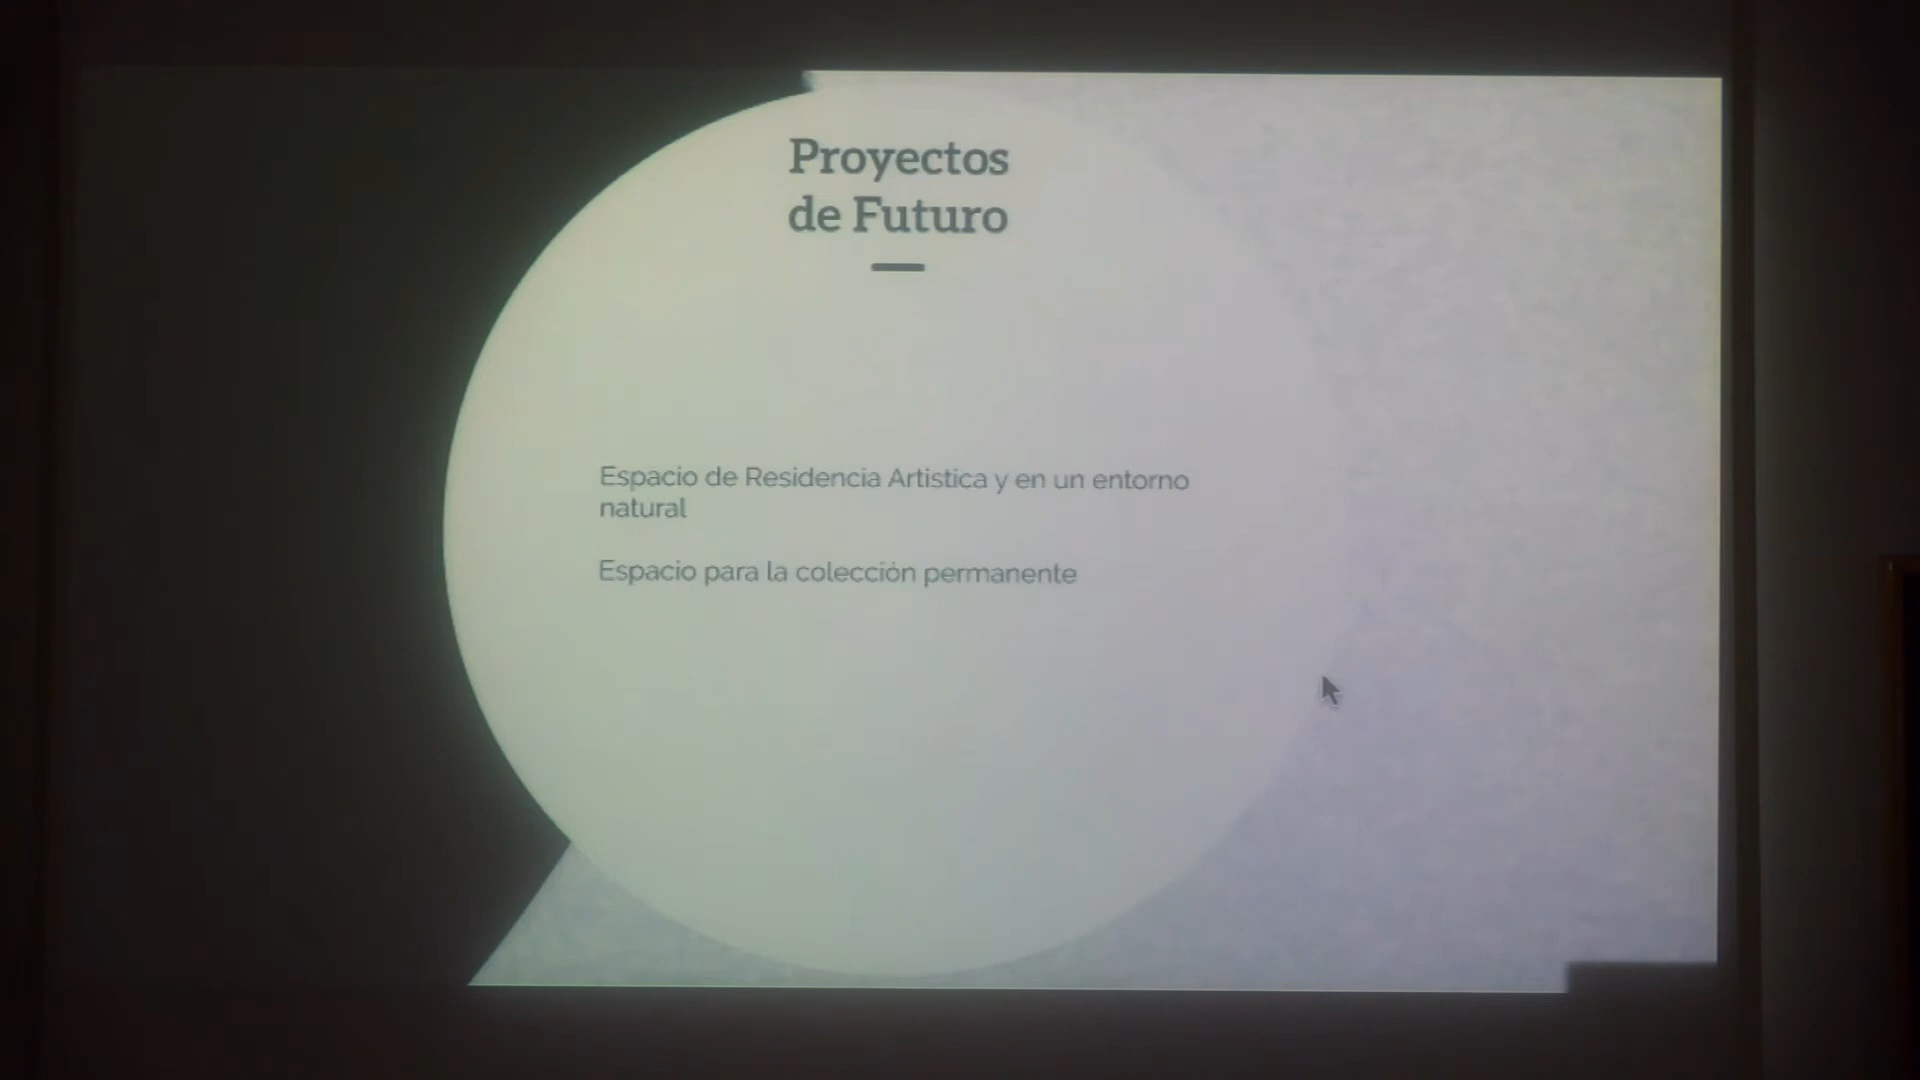 Proyectos
de Futuro
Espacio de Residencia Artistica y en un entorno
natural
Espacio para la colección permanente